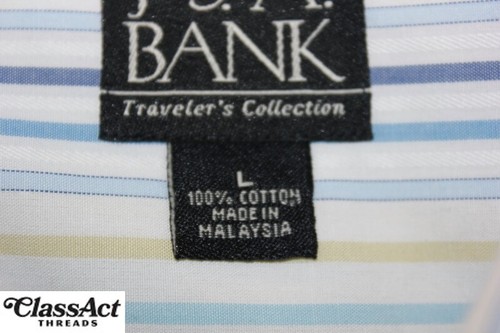 J S. A.
BANK
Traveler's Collection
L
100% COTTON
MADE IN
MALAYSIA
ClassAct
THREADS